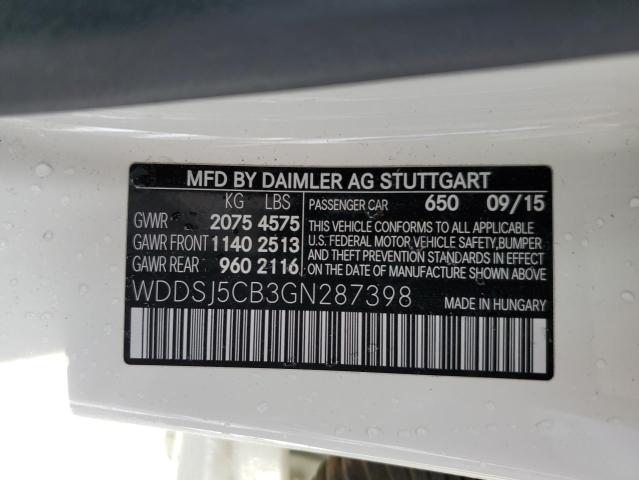 MFD BY DAIMLER AG STUTTGART
KG LBS
GVWR 2075 4575
GAWR FRONT 1140 2513
GAWR REAR 960 2116
PASSENGER CAR 650 09/15
THIS VEHICLE CONFORMS TO ALL APPLICABLE
U.S. FEDERAL MOTOR VEHICLE SAFETY, BUMPER
AND THEFT PREVENTION STANDARDS IN EFFECT
ON THE DATE OF MANUFACTURE SHOWN ABOVE.
WDDSJ5CB3GN287398
MADE IN HUNGARY